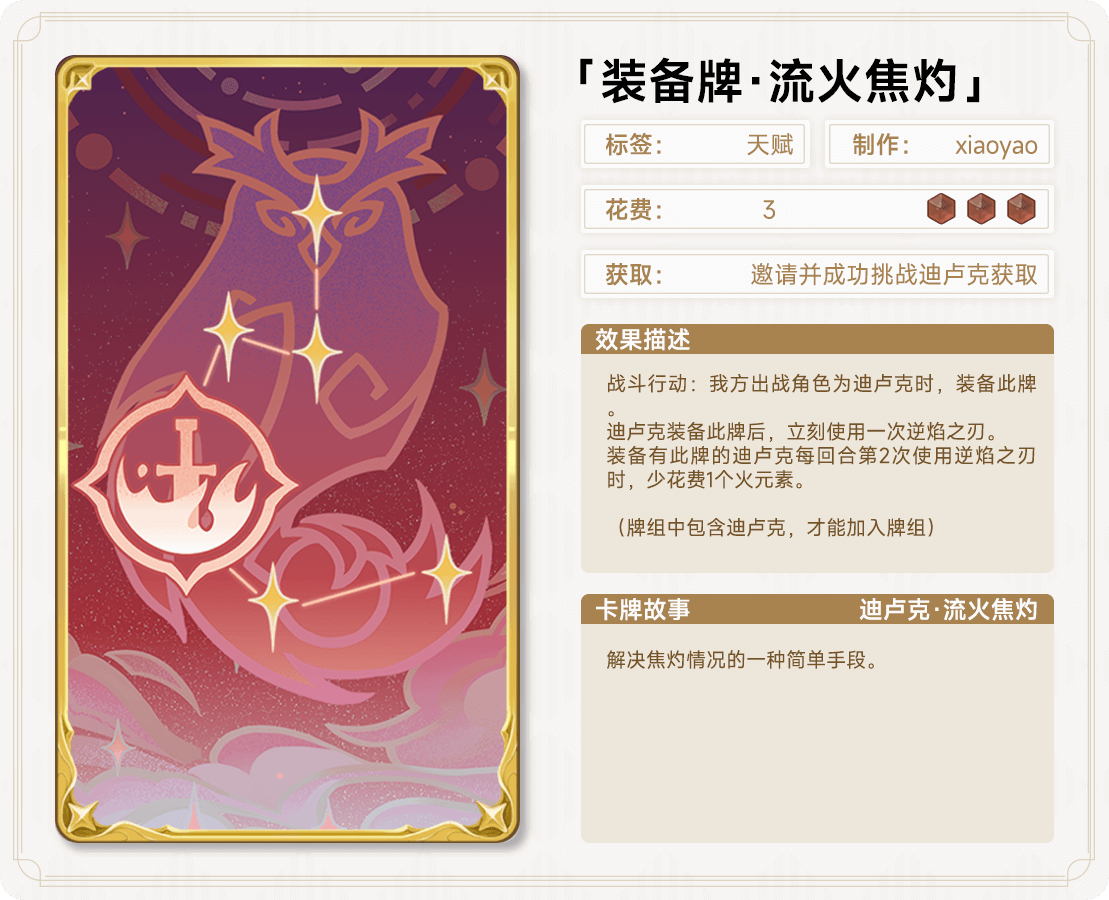 「装备牌·流火焦灼」
标签： 天赋
制作： xiaoyao
花费： 3
获取： 邀请并成功挑战迪卢克获取
效果描述
战斗行动：我方出战角色为迪卢克时，装备此牌
。
迪卢克装备此牌后，立刻使用一次逆焰之刃。
装备有此牌的迪卢克每回合第2次使用逆焰之刃
时，少花费1个火元素。
（牌组中包含迪卢克，才能加入牌组）
卡牌故事 迪卢克·流火焦灼
解决焦灼情况的一种简单手段。